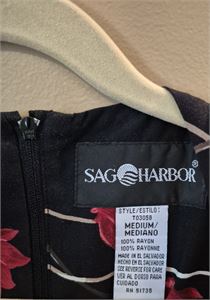 SAG HARBOR
STYLE/ESTILO:
T03059
MEDIUM/
MEDIANO
100% RAYON
100% RAYONNE
MADE IN EL SALVADOR
HECHO EN EL SALVADOR
SEE REVERSE FOR CARE
VER AL DORSO PARA
CUIDADO
RN 51735